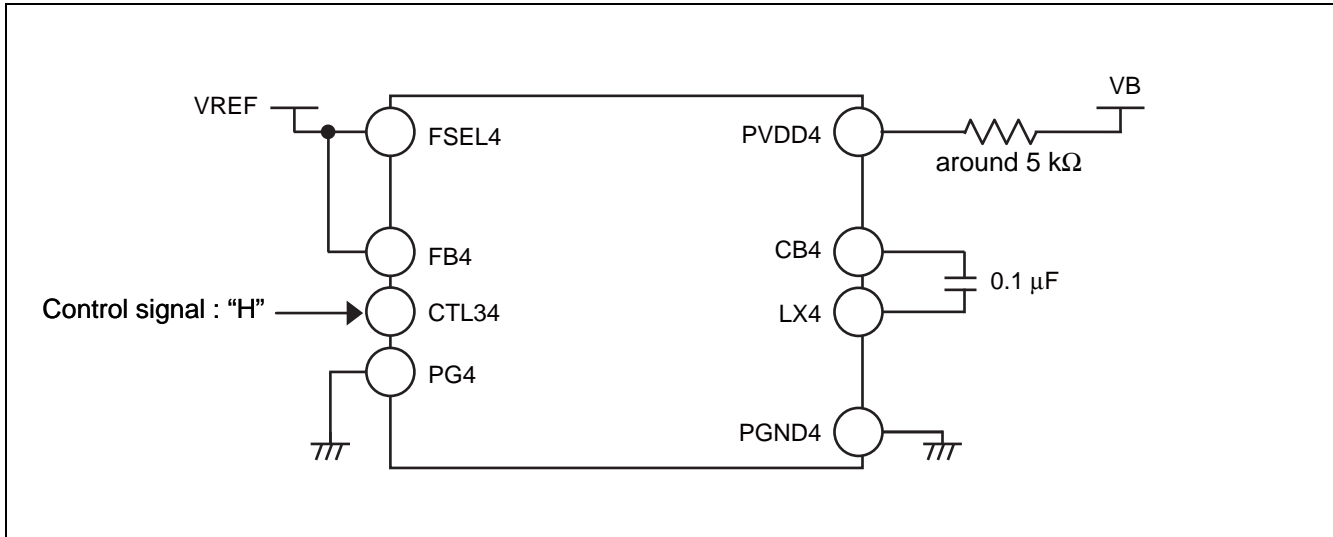 VREF
FSEL4
FB4
Control signal : “H”
CTL34
PG4
PVDD4
VB
around 5 kΩ
CB4
0.1 μF
LX4
PGND4